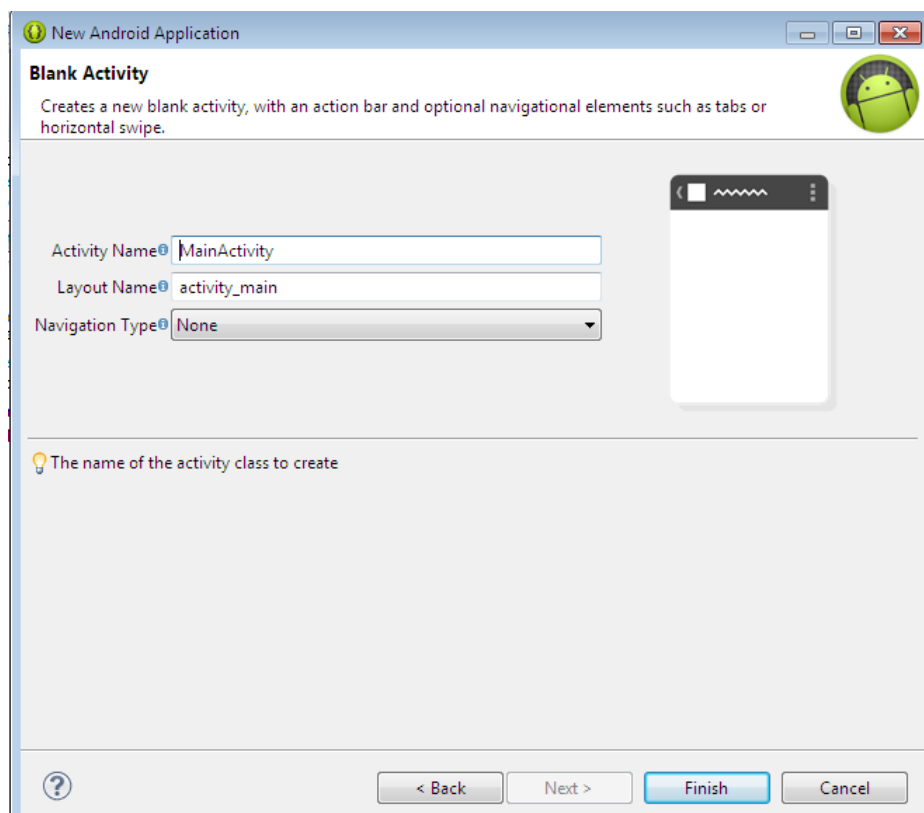 New Android Application
Blank Activity
Creates a new blank activity, with an action bar and optional navigational elements such as tabs or
horizontal swipe.
Activity Name
MainActivity
Layout Name
activity_main
Navigation Type
None
The name of the activity class to create
?
< Back
Next >
Finish
Cancel